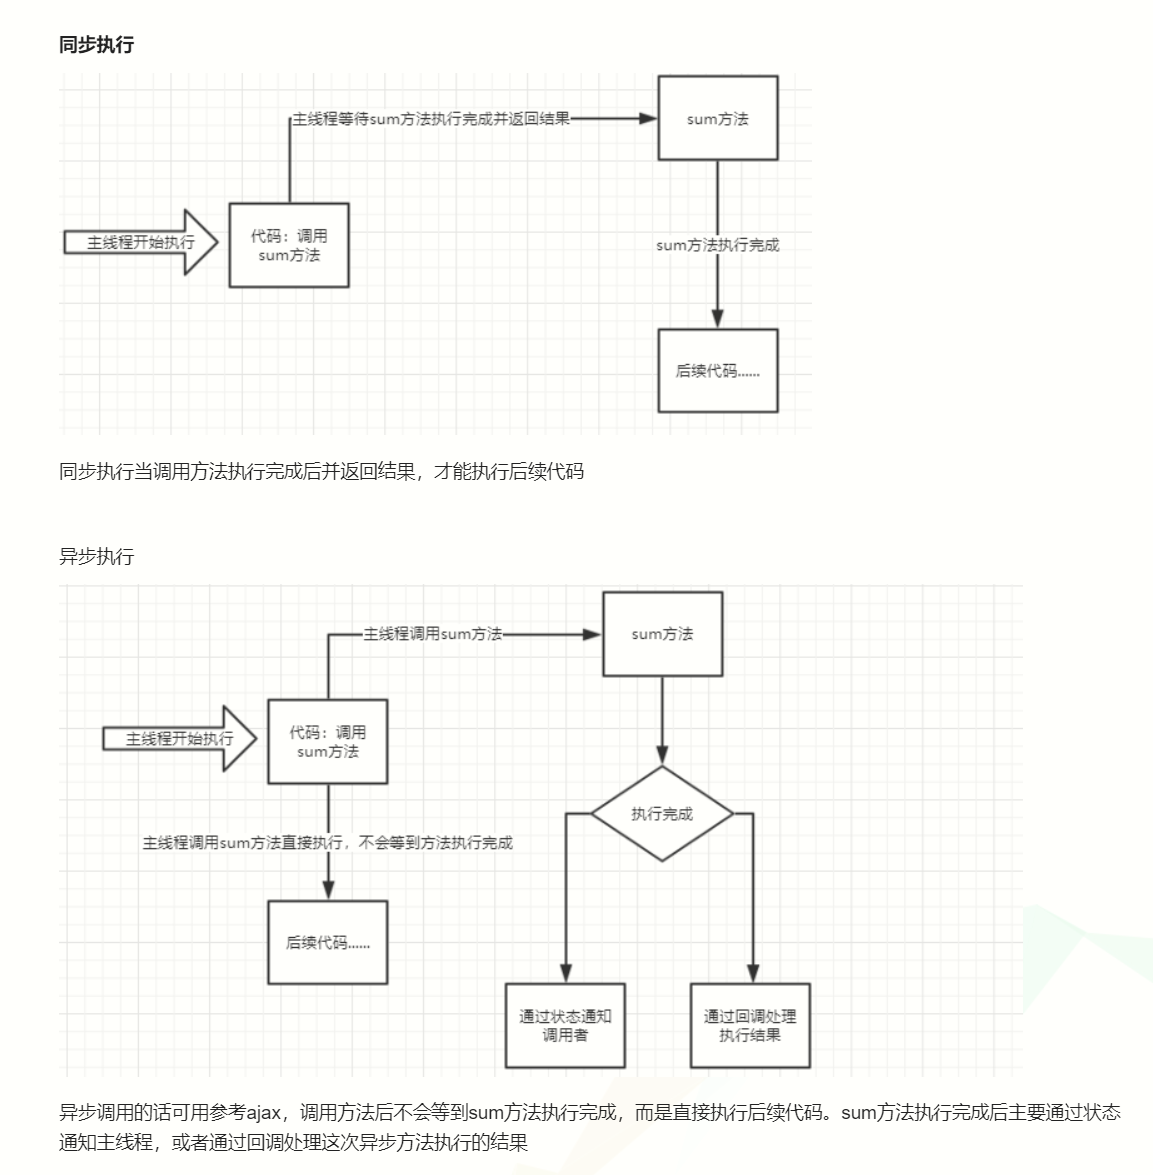 同步执行
主线程等待sum方法执行完成并返回结果
sum方法
主线程开始执行
代码：调用
sum方法
sum方法执行完成
后续代码......
同步执行当调用方法执行完成后并返回结果，才能执行后续代码
异步执行
主线程调用sum方法
sum方法
主线程开始执行
代码：调用
sum方法
执行完成
主线程调用sum方法直接执行，不会等到方法执行完成
后续代码......
通过状态通知
调用者
通过回调处理
执行结果
异步调用的话可用参考ajax，调用方法后不会等到sum方法执行完成，而是直接执行后续代码。sum方法执行完成后主要通过状态
通知主线程，或者通过回调处理这次异步方法执行的结果